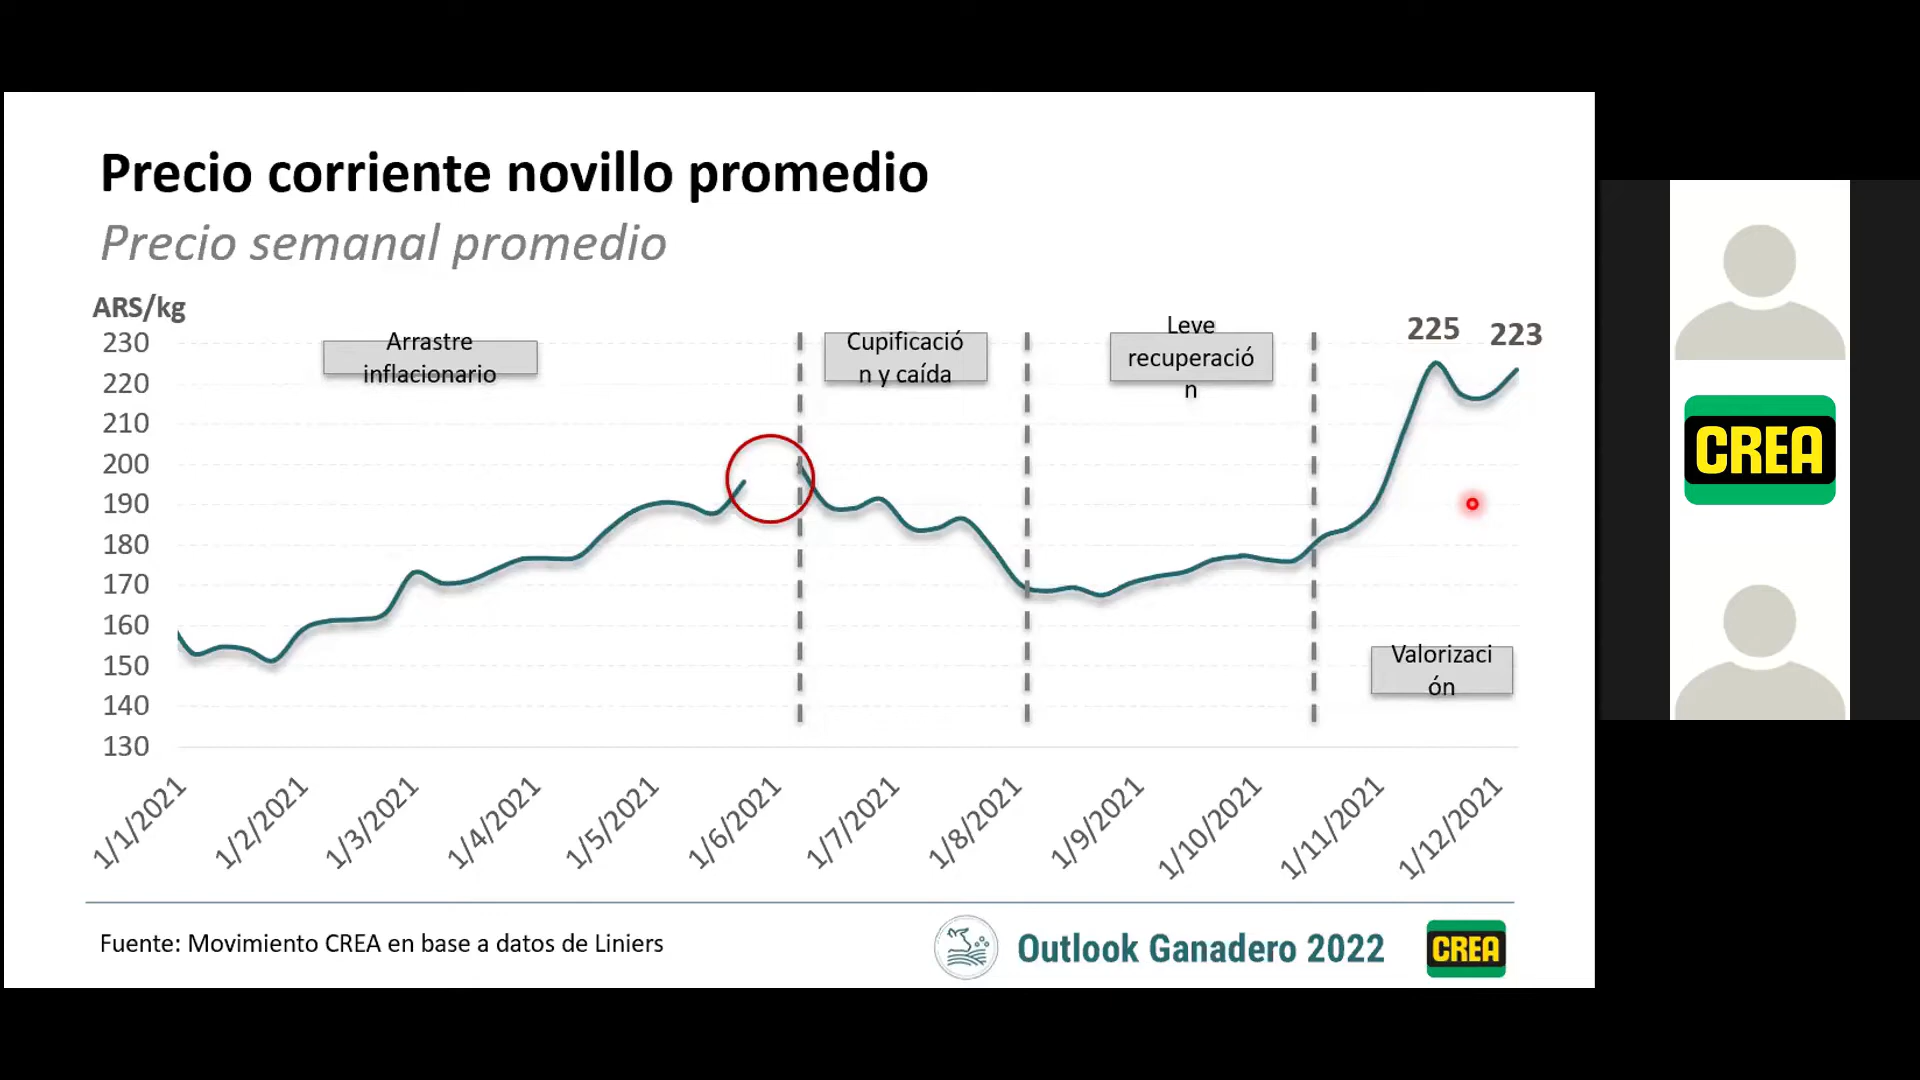 Precio corriente novillo promedio
Precio semanal promedio
ARS/kg
230
220
210
200
190
180
170
160
150
140
130
Arrastre
inflacionario
Cupificació
n y caída
Leve
recuperació
n
225
223
Valorizaci
ón
1/1/2021
1/2/2021
1/3/2021
1/4/2021
1/5/2021
1/6/2021
1/7/2021
1/8/2021
1/9/2021
1/10/2021
1/11/2021
1/12/2021
Fuente: Movimiento CREA en base a datos de Liniers
Outlook Ganadero 2022
CREA
CREA